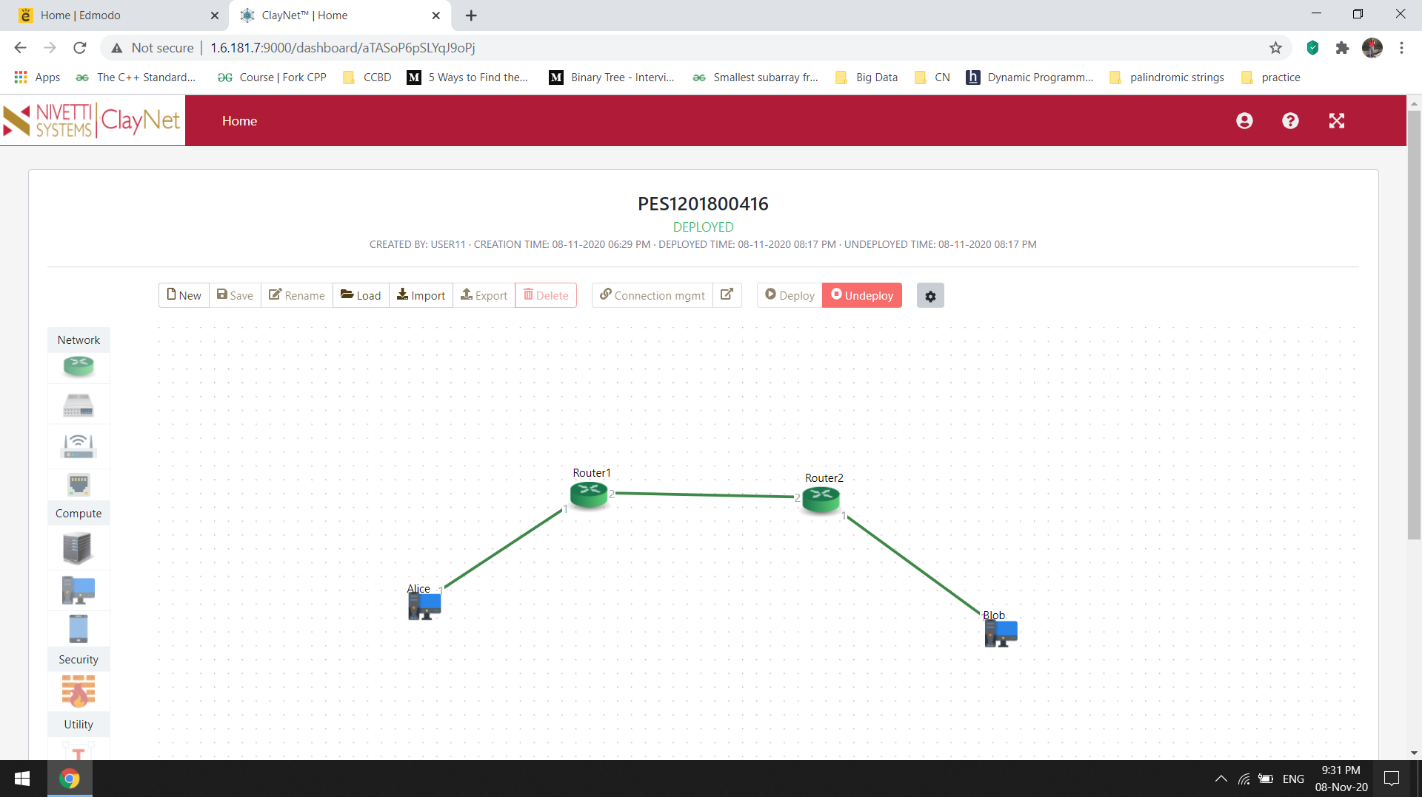 Home | Edmodo
ClayNet™ | Home
Not secure | 1.6.181.7:9000/dashboard/aTASoP6pSLYqJ9oPj
Apps The C++ Standard... Course | Fork CPP CCBD 5 Ways to Find the... Binary Tree - Intervi... Smallest subarray fr... Big Data CN Dynamic Programm... palindromic strings practice
NIVETTI SYSTEMS ClayNet
Home
PES1201800416
DEPLOYED
CREATED BY: USER11 · CREATION TIME: 08-11-2020 06:29 PM · DEPLOYED TIME: 08-11-2020 08:17 PM · UNDEPLOYED TIME: 08-11-2020 08:17 PM
New Save Rename Load Import Export Delete Connection mgmt Deploy Undeploy
Network
Router1
Router2
2
2
1
1
Compute
Alice 1
Blob
Security
Utility
T
ENG
9:31 PM
08-Nov-20